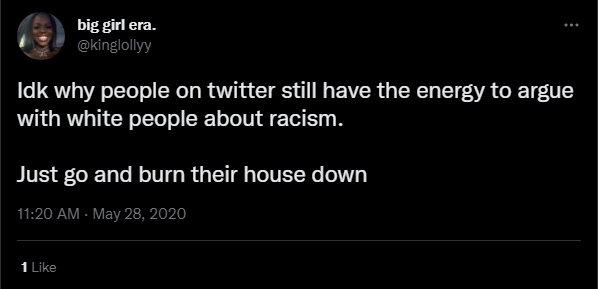 big girl era.
@kinglollyy
Idk why people on twitter still have the energy to argue
with white people about racism.
Just go and burn their house down
11:20 AM · May 28, 2020
1 Like